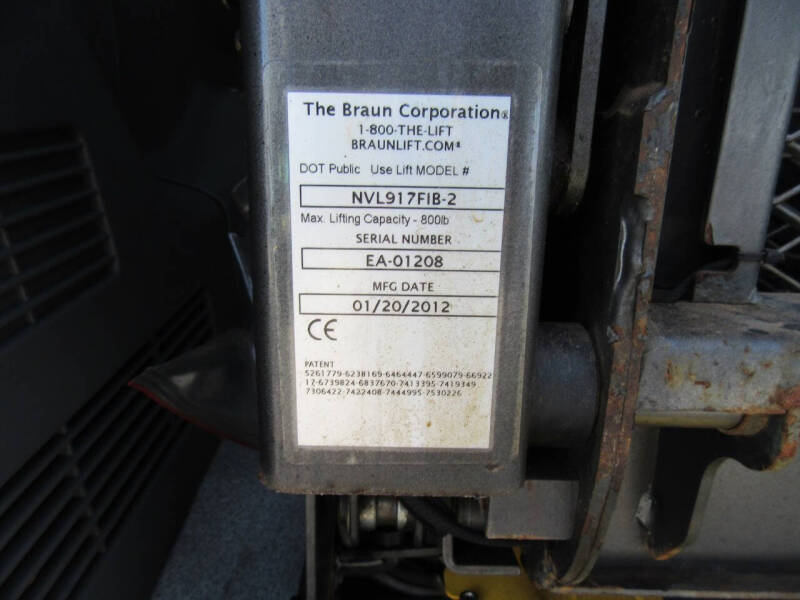 The Braun Corporation®
1-800-THE-LIFT
BRAUNLIFT.COM®
DOT Public Use Lift MODEL #
NVL917FIB-2
Max. Lifting Capacity - 800lb
SERIAL NUMBER
EA-01208
MFG DATE
01/20/2012
CE
PATENT
5261779-6238169-6464447-6599079-66922
17-6739824-6837670-7413395-7419349
7306422-7422408-7444995-7530226